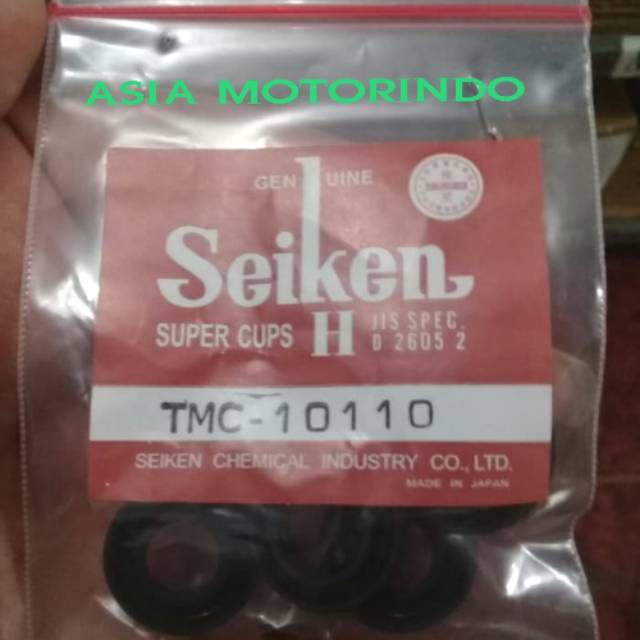 ASIA MOTORINDO
GENUINE
Seiken
SUPER CUPS H JIS SPEC.
D 2605 2
TMC-10110
SEIKEN CHEMICAL INDUSTRY CO., LTD.
MADE IN JAPAN